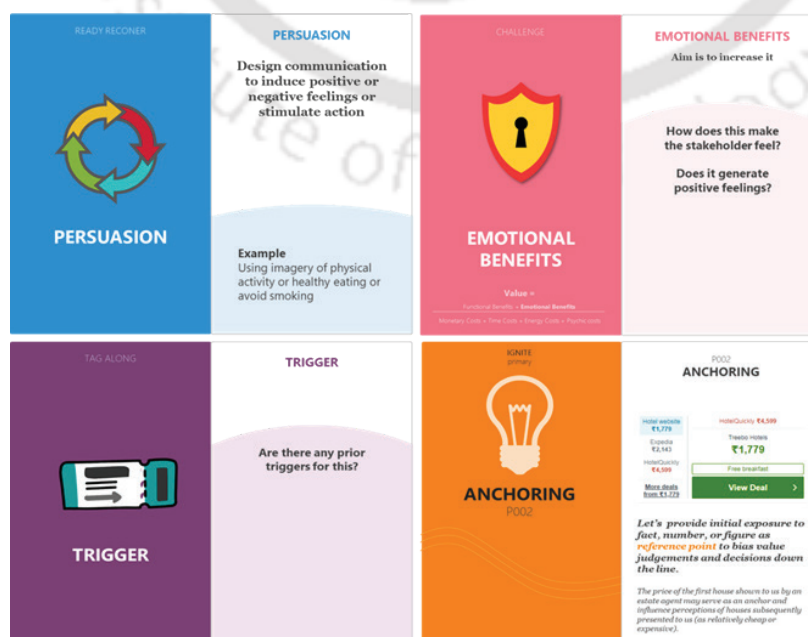 READY RECONER
PERSUASION
PERSUASION
Design communication
to induce positive or
negative feelings or
stimulate action
Example
Using imagery of physical
activity or healthy eating or
avoid smoking
CHALLENGE
EMOTIONAL
BENEFITS
Value =
Functional Benefits + Emotional Benefits
Monetary Costs + Time Costs + Energy Costs + Psychic costs
EMOTIONAL BENEFITS
Aim is to increase it
How does this make
the stakeholder feel?
Does it generate
positive feelings?
TAG ALONG
TRIGGER
TRIGGER
Are there any prior
triggers for this?
IGNITE
primary
ANCHORING
P002
P002
ANCHORING
Hotel website
₹1,779
Expedia
₹2,143
HotelQuickly
₹4,599
More deals
from ₹1,779
HotelQuickly ₹4,599
Treebo Hotels
₹1,779
Free breakfast
View Deal >
Let's provide initial exposure to
fact, number, or figure as
reference point to bias value
judgements and decisions down
the line.
The price of the first house shown to us by an
estate agent may serve as an anchor and
influence perceptions of houses subsequently
presented to us (as relatively cheap or
expensive).